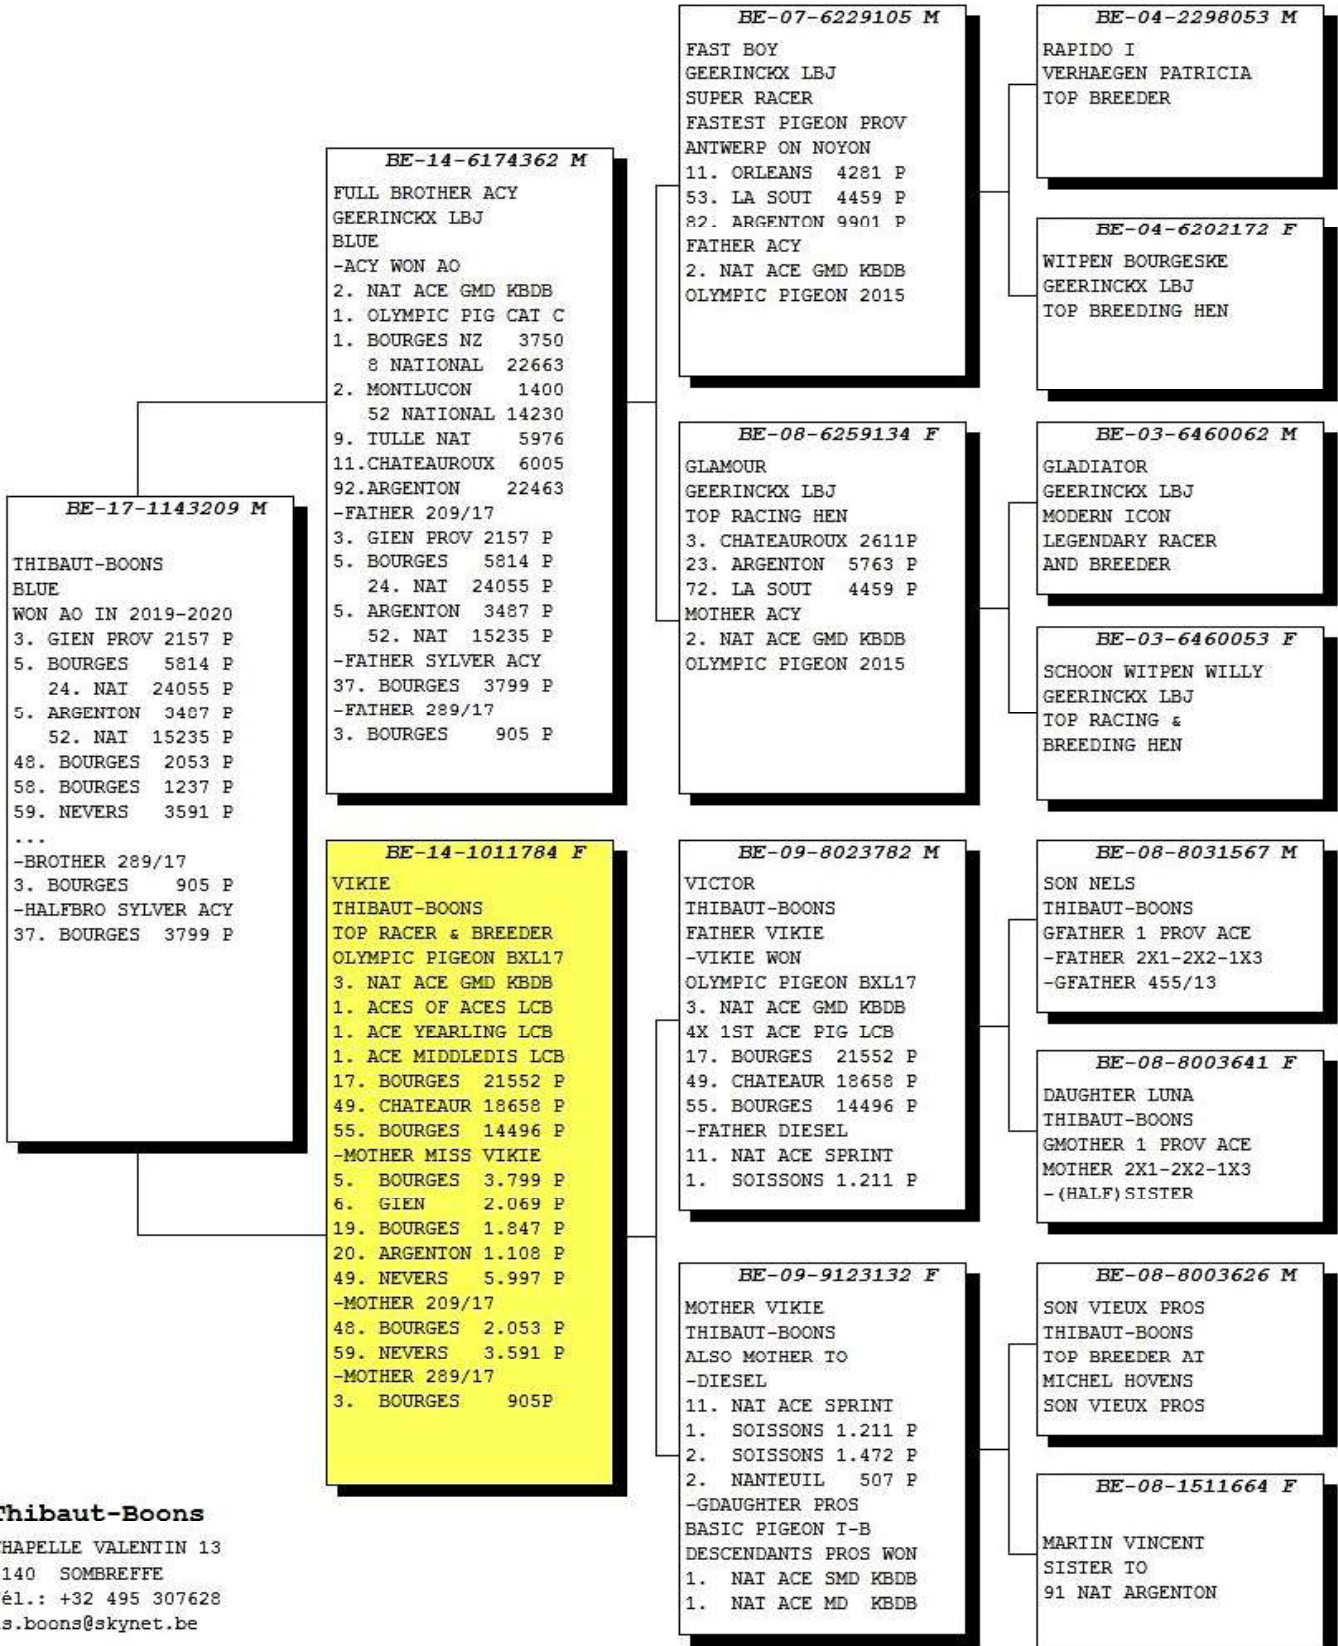 BE-17-1143209 M
THIBAUT-BOONS
BLUE
WON AO IN 2019-2020
3. GIEN PROV 2157 P
5. BOURGES 5814 P
24. NAT 24055 P
5. ARGENTON 3487 P
52. NAT 15235 P
48. BOURGES 2053 P
58. BOURGES 1237 P
59. NEVERS 3591 P
...
-BROTHER 289/17
3. BOURGES 905 P
-HALFBRO SYLVER ACY
37. BOURGES 3799 P
BE-14-6174362 M
FULL BROTHER ACY
GEERINCKX LBJ
BLUE
-ACY WON AO
2. NAT ACE GMD KBDB
1. OLYMPIC PIG CAT C
1. BOURGES NZ 3750
8 NATIONAL 22663
2. MONTLUCON 1400
52 NATIONAL 14230
9. TULLE NAT 5976
11.CHATEAUROUX 6005
92.ARGENTON 22463
-FATHER 209/17
3. GIEN PROV 2157 P
5. BOURGES 5814 P
24. NAT 24055 P
5. ARGENTON 3487 P
52. NAT 15235 P
-FATHER SYLVER ACY
37. BOURGES 3799 P
-FATHER 289/17
3. BOURGES 905 P
BE-14-1011784 F
VIKIE
THIBAUT-BOONS
TOP RACER & BREEDER
OLYMPIC PIGEON BXL17
3. NAT ACE GMD KBDB
1. ACES OF ACES LCB
1. ACE YEARLING LCB
1. ACE MIDDLEDIS LCB
17. BOURGES 21552 P
49. CHATEAUR 18658 P
55. BOURGES 14496 P
-MOTHER MISS VIKIE
5. BOURGES 3.799 P
6. GIEN 2.069 P
19. BOURGES 1.847 P
20. ARGENTON 1.108 P
49. NEVERS 5.997 P
-MOTHER 209/17
48. BOURGES 2.053 P
59. NEVERS 3.591 P
-MOTHER 289/17
3. BOURGES 905P
BE-07-6229105 M
FAST BOY
GEERINCKX LBJ
SUPER RACER
FASTEST PIGEON PROV
ANTWERP ON NOYON
11. ORLEANS 4281 P
53. LA SOUT 4459 P
82. ARGENTON 9901 P
FATHER ACY
2. NAT ACE GMD KBDB
OLYMPIC PIGEON 2015
BE-08-6259134 F
GLAMOUR
GEERINCKX LBJ
TOP RACING HEN
3. CHATEAUROUX 2611P
23. ARGENTON 5763 P
72. LA SOUT 4459 P
MOTHER ACY
2. NAT ACE GMD KBDB
OLYMPIC PIGEON 2015
BE-09-8023782 M
VICTOR
THIBAUT-BOONS
FATHER VIKIE
-VIKIE WON
OLYMPIC PIGEON BXL17
3. NAT ACE GMD KBDB
4X 1ST ACE PIG LCB
17. BOURGES 21552 P
49. CHATEAUR 18658 P
55. BOURGES 14496 P
-FATHER DIESEL
11. NAT ACE SPRINT
1. SOISSONS 1.211 P
BE-09-9123132 F
MOTHER VIKIE
THIBAUT-BOONS
ALSO MOTHER TO
-DIESEL
11. NAT ACE SPRINT
1. SOISSONS 1.211 P
2. SOISSONS 1.472 P
2. NANTEUIL 507 P
-GDAUGHTER PROS
BASIC PIGEON T-B
DESCENDANTS PROS WON
1. NAT ACE SMD KBDB
1. NAT ACE MD KBDB
BE-04-2298053 M
RAPIDO I
VERHAEGEN PATRICIA
TOP BREEDER
BE-04-6202172 F
WITPEN BOURGESKE
GEERINCKX LBJ
TOP BREEDING HEN
BE-03-6460062 M
GLADIATOR
GEERINCKX LBJ
MODERN ICON
LEGENDARY RACER
AND BREEDER
BE-03-6460053 F
SCHOON WITPEN WILLY
GEERINCKX LBJ
TOP RACING &
BREEDING HEN
BE-08-8031567 M
SON NELS
THIBAUT-BOONS
GFATHER 1 PROV ACE
-FATHER 2X1-2X2-1X3
-GFATHER 455/13
BE-08-8003641 F
DAUGHTER LUNA
THIBAUT-BOONS
GMOTHER 1 PROV ACE
MOTHER 2X1-2X2-1X3
-(HALF)SISTER
BE-08-8003626 M
SON VIEUX PROS
THIBAUT-BOONS
TOP BREEDER AT
MICHEL HOVENS
SON VIEUX PROS
BE-08-1511664 F
MARTIN VINCENT
SISTER TO
91 NAT ARGENTON
Thibaut-Boons
CHAPELLE VALENTIN 13
140 SOMBREFFE
él.: +32 495 307628
s.boons@skynet.be